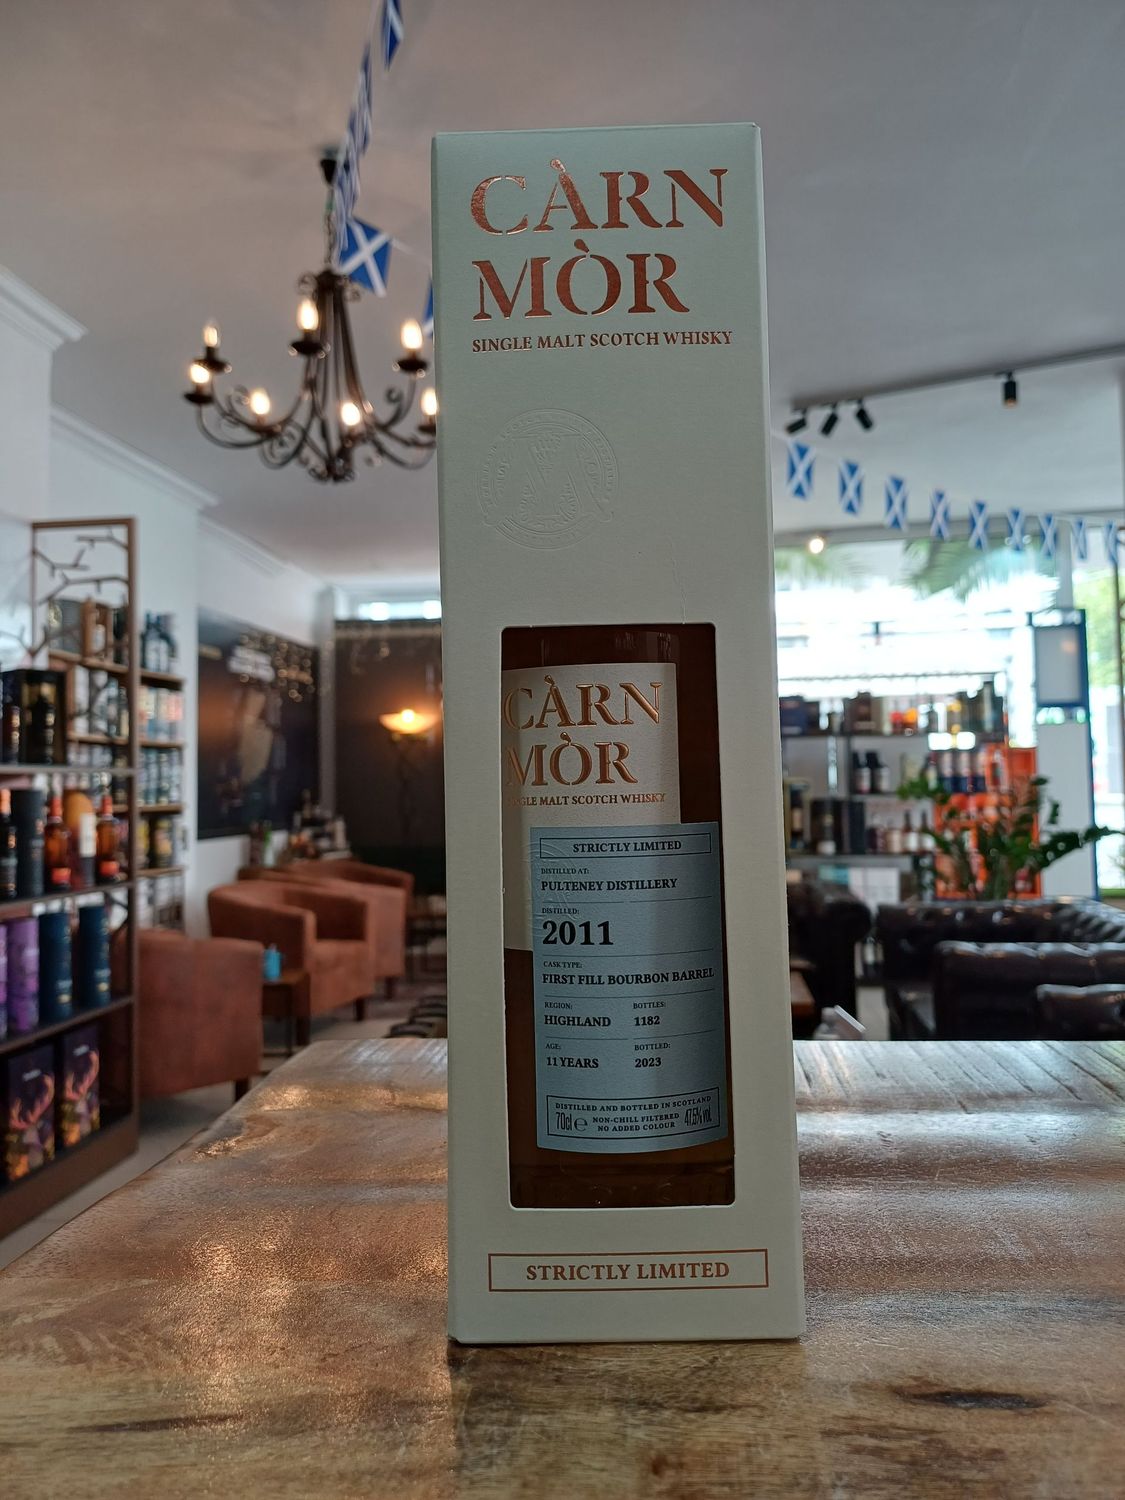 CÀRN
MÒR
SINGLE MALT SCOTCH WHISKY
CÀRN
MÒR
SINGLE MALT SCOTCH WHISKY
STRICTLY LIMITED
DISTILLED AT:
PULTENEY DISTILLERY
DISTILLED:
2011
CASK TYPE:
FIRST FILL BOURBON BARREL
REGION: BOTTLES:
HIGHLAND 1182
AGE: BOTTLED:
11 YEARS 2023
DISTILLED AND BOTTLED IN SCOTLAND
70cl e NON-CHILL FILTERED 47.5% vol
NO ADDED COLOUR
STRICTLY LIMITED